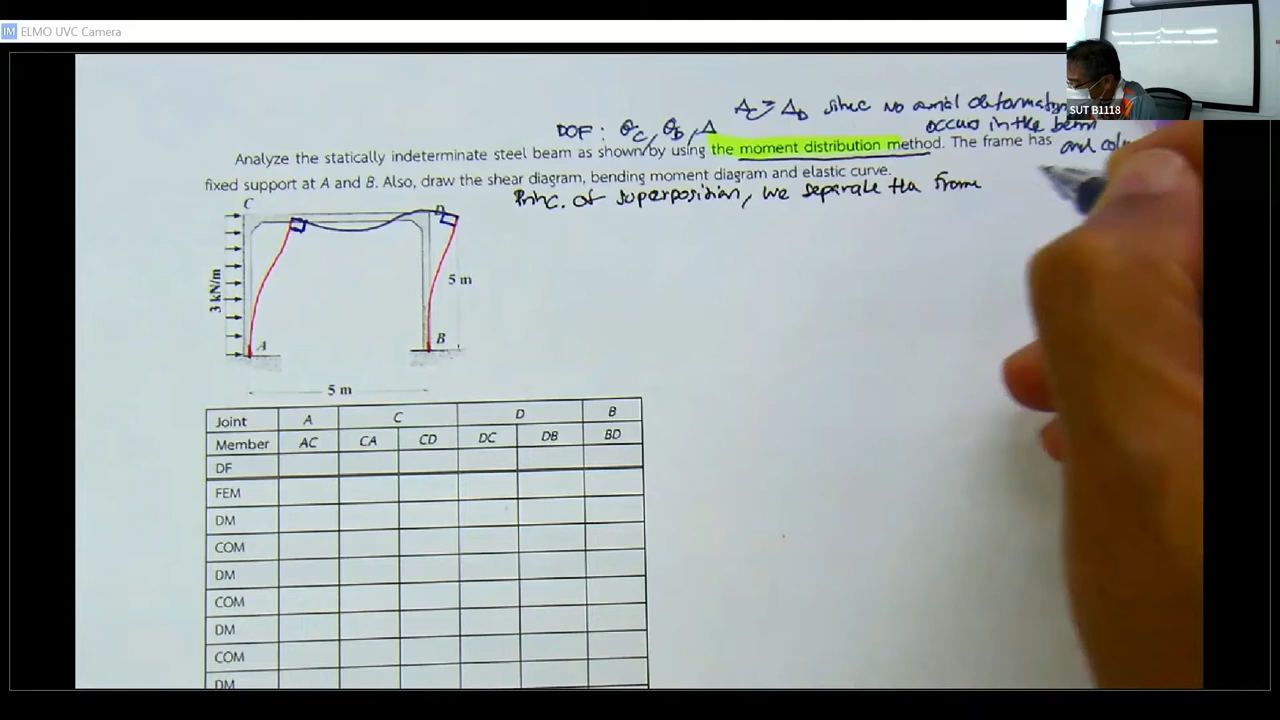 IM ELMO UVC Camera
SUT B1118
Δc = ΔD since no axial deformation
occurs in the beam
and colu
DOF : θC, θD, Δ
Analyze the statically indeterminate steel beam as shown by using the moment distribution method. The frame has
fixed support at A and B. Also, draw the shear diagram, bending moment diagram and elastic curve.
Princ. of superposition, we separate the frame
C
D
3 kN/m
5 m
A
B
5 m
Joint A C D B
Member AC CA CD DC DB BD
DF
FEM
DM
COM
DM
COM
DM
COM
DM